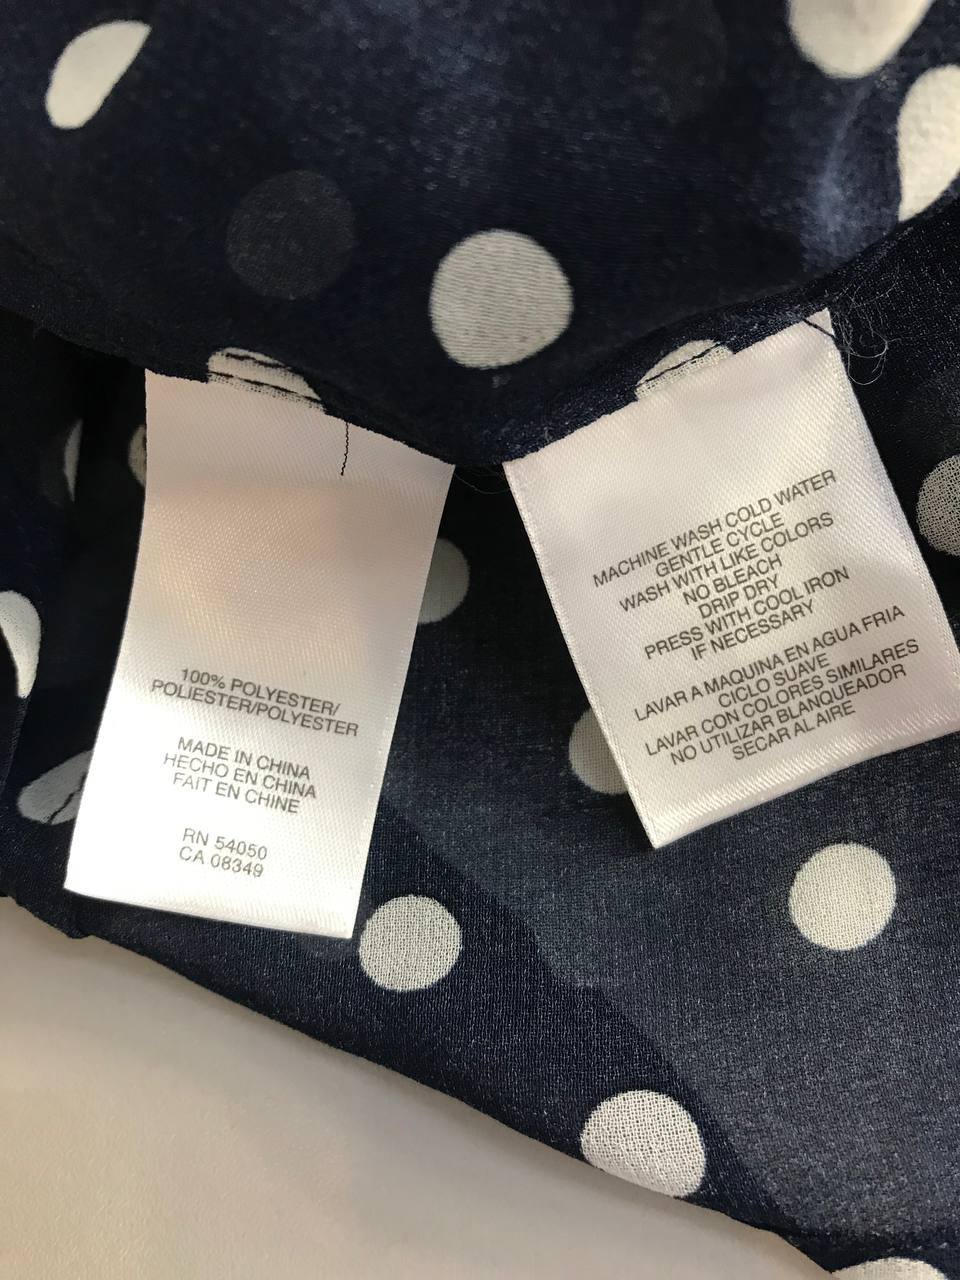 100% POLYESTER/
POLIESTER/POLYESTER
MADE IN CHINA
HECHO EN CHINA
FAIT EN CHINE
RN 54050
CA 08349
MACHINE WASH COLD WATER
GENTLE CYCLE
WASH WITH LIKE COLORS
NO BLEACH
DRIP DRY
PRESS WITH COOL IRON
IF NECESSARY
LAVAR A MAQUINA EN AGUA FRIA
CICLO SUAVE
LAVAR CON COLORES SIMILARES
NO UTILIZAR BLANQUEADOR
SECAR AL AIRE